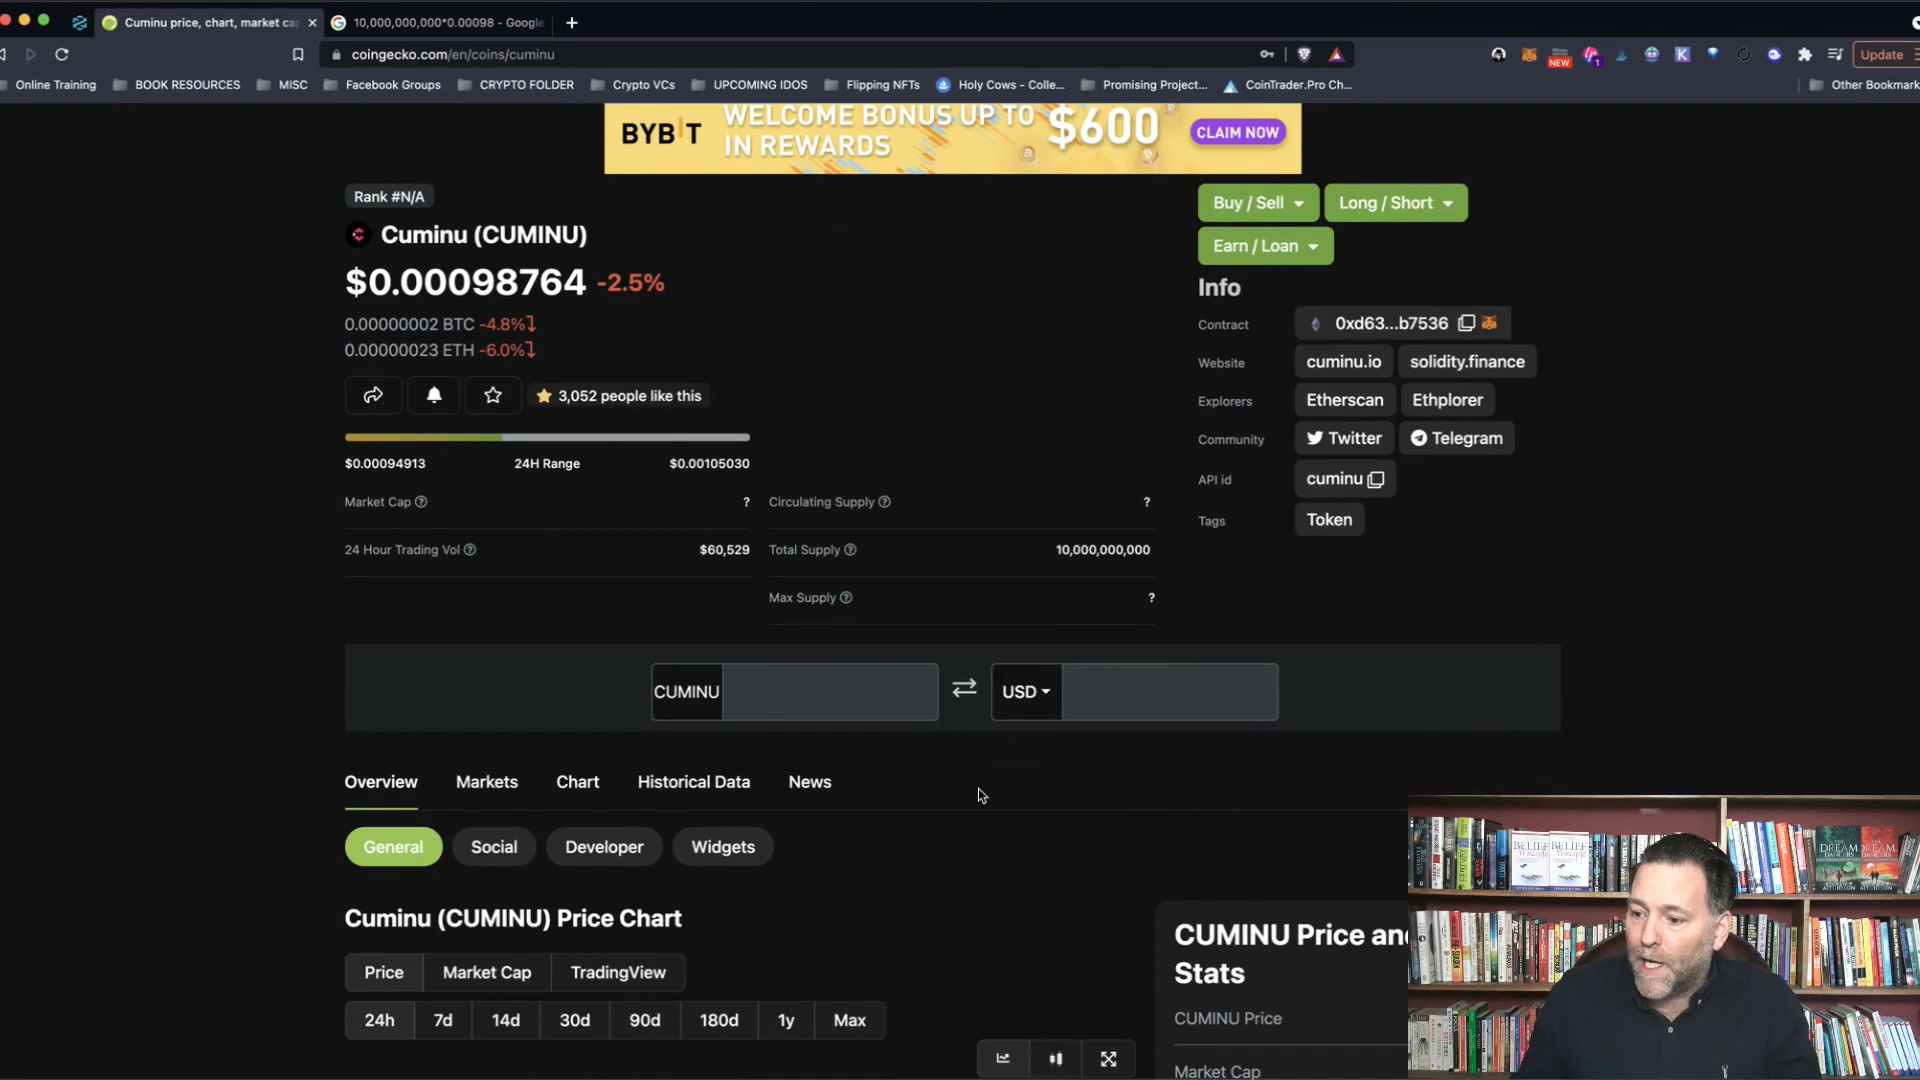 Cuminu price, chart, market ca
10,000,000,000*0.00098 - Google
coingecko.com/en/coins/cuminu
NEW
1
Update
Online Training
BOOK RESOURCES
MISC
Facebook Groups
CRYPTO FOLDER
Crypto VCs
UPCOMING IDOS
Flipping NFTs
Holy Cows - Colle...
Promising Project...
CoinTrader.Pro Ch...
Other Bookmark
BYBIT
WELCOME BONUS UP TO
IN REWARDS
$600
CLAIM NOW
Rank #N/A
Cuminu (CUMINU)
$0.00098764 -2.5%
0.00000002 BTC -4.8%
0.00000023 ETH -6.0%
3,052 people like this
$0.00094913 24H Range $0.00105030
Market Cap ?
24 Hour Trading Vol $60,529
Circulating Supply ?
Total Supply 10,000,000,000
Max Supply ?
Buy / Sell
Long / Short
Earn / Loan
Info
Contract 0xd63...b7536
Website cuminu.io solidity.finance
Explorers Etherscan Ethplorer
Community Twitter Telegram
API id cuminu
Tags Token
CUMINU
USD
Overview Markets Chart Historical Data News
General Social Developer Widgets
Cuminu (CUMINU) Price Chart
Price Market Cap TradingView
24h 7d 14d 30d 90d 180d 1y Max
CUMINU Price and
Stats
CUMINU Price
Market Cap
BELIEF
BELIEF
DREAM
DREAM